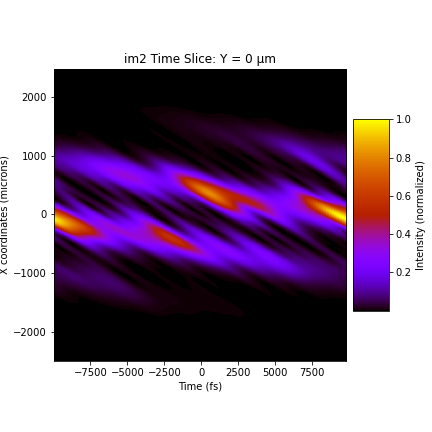 im2 Time Slice: Y = 0 μm
2000
1000
0
−1000
−2000
X coordinates (microns)
−7500 −5000 −2500 0 2500 5000 7500
Time (fs)
1.0
0.8
0.6
0.4
0.2
Intensity (normalized)